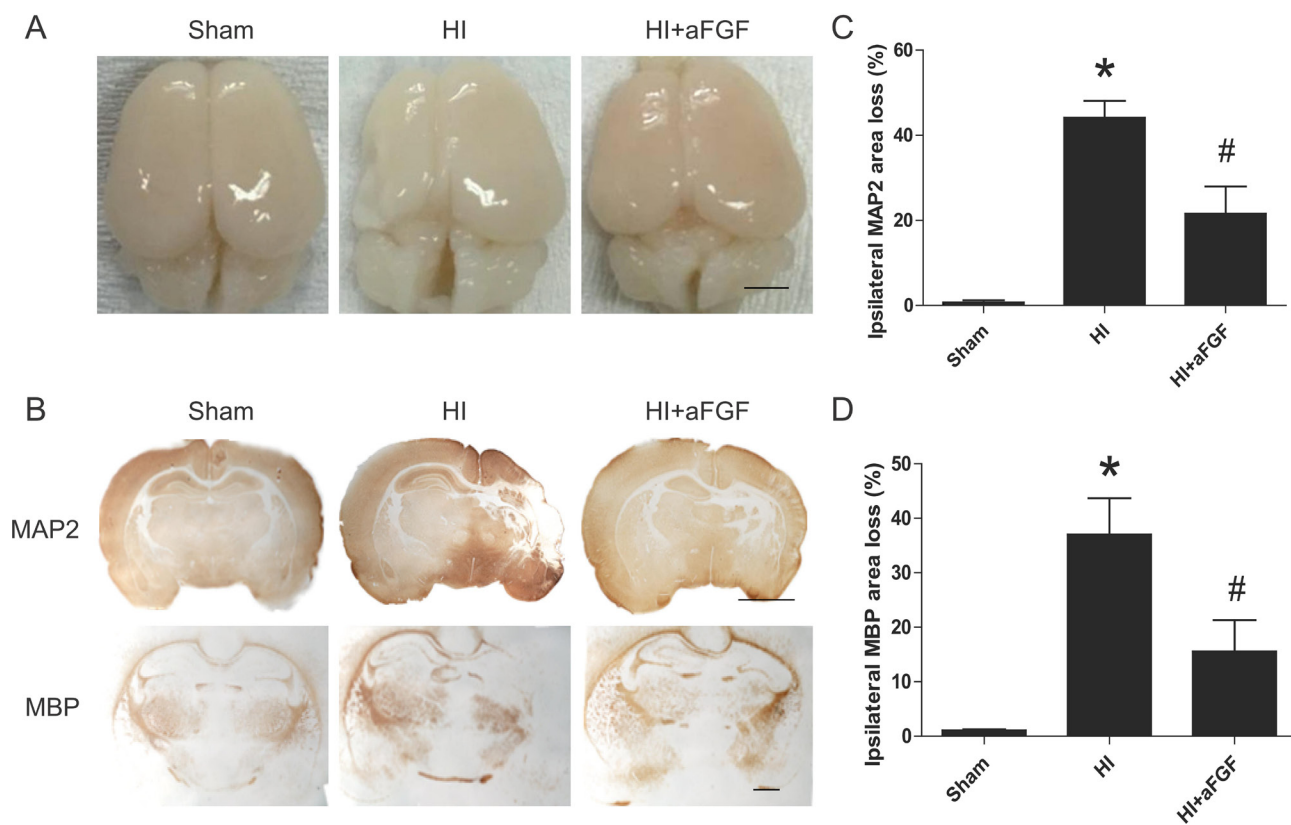 A
Sham HI HI+aFGF
B
Sham HI HI+aFGF
MAP2
MBP
C
Ipsilateral MAP2 area loss (%)
60
40
20
0
*
#
Sham HI HI+aFGF
D
Ipsilateral MBP area loss (%)
50
40
30
20
10
0
*
#
Sham HI HI+aFGF